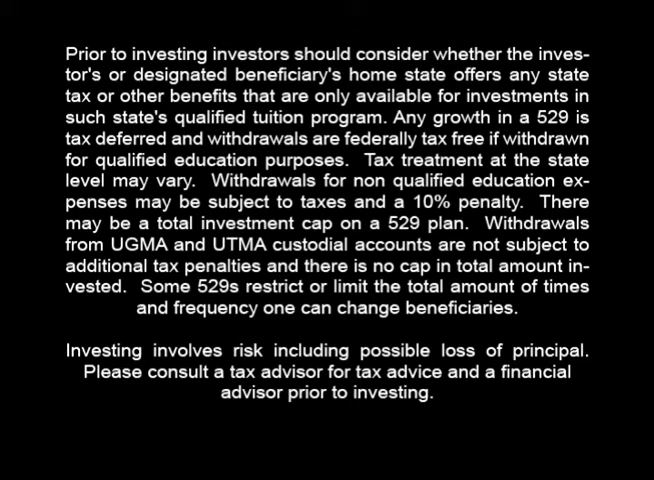 Prior to investing investors should consider whether the inves-
tor's or designated beneficiary's home state offers any state
tax or other benefits that are only available for investments in
such state's qualified tuition program. Any growth in a 529 is
tax deferred and withdrawals are federally tax free if withdrawn
for qualified education purposes. Tax treatment at the state
level may vary. Withdrawals for non qualified education ex-
penses may be subject to taxes and a 10% penalty. There
may be a total investment cap on a 529 plan. Withdrawals
from UGMA and UTMA custodial accounts are not subject to
additional tax penalties and there is no cap in total amount in-
vested. Some 529s restrict or limit the total amount of times
and frequency one can change beneficiaries.
Investing involves risk including possible loss of principal.
Please consult a tax advisor for tax advice and a financial
advisor prior to investing.